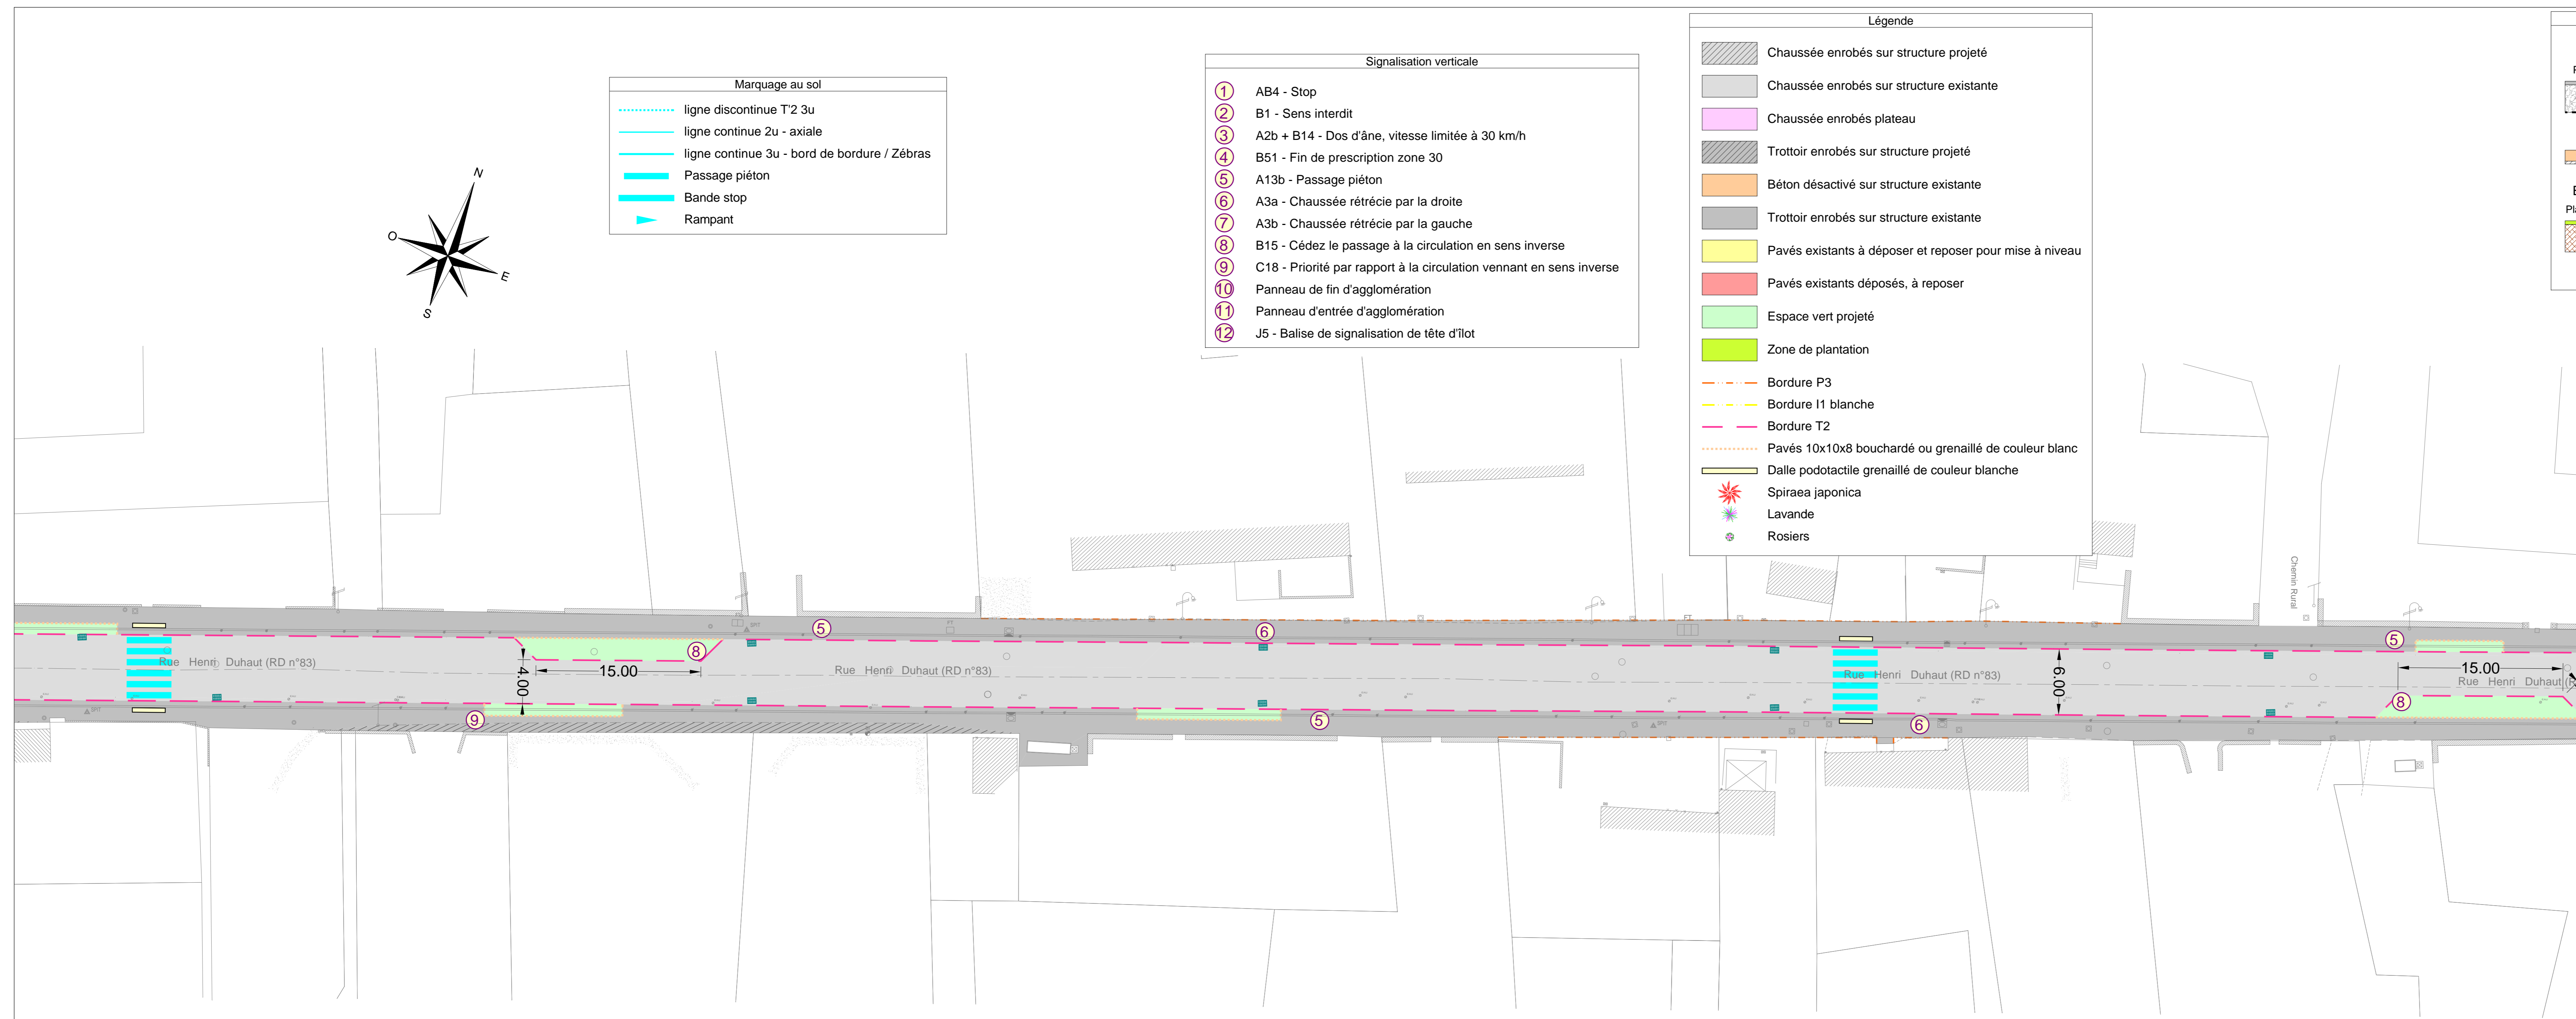 Marquage au sol
ligne discontinue T'2 3u
ligne continue 2u - axiale
ligne continue 3u - bord de bordure / Zébras
Passage piéton
Bande stop
Rampant
N
O
E
S
Signalisation verticale
1 AB4 - Stop
2 B1 - Sens interdit
3 A2b + B14 - Dos d'âne, vitesse limitée à 30 km/h
4 B51 - Fin de prescription zone 30
5 A13b - Passage piéton
6 A3a - Chaussée rétrécie par la droite
7 A3b - Chaussée rétrécie par la gauche
8 B15 - Cédez le passage à la circulation en sens inverse
9 C18 - Priorité par rapport à la circulation vennant en sens inverse
10 Panneau de fin d'agglomération
11 Panneau d'entrée d'agglomération
12 J5 - Balise de signalisation de tête d'îlot
Légende
Chaussée enrobés sur structure projeté
Chaussée enrobés sur structure existante
Chaussée enrobés plateau
Trottoir enrobés sur structure projeté
Béton désactivé sur structure existante
Trottoir enrobés sur structure existante
Pavés existants à déposer et reposer pour mise à niveau
Pavés existants déposés, à reposer
Espace vert projeté
Zone de plantation
Bordure P3
Bordure I1 blanche
Bordure T2
Pavés 10x10x8 bouchardé ou grenaillé de couleur blanc
Dalle podotactile grenaillé de couleur blanche
Spiraea japonica
Lavande
Rosiers
Chemin Rural
5
6
5
8
Rue Henri Duhaut (RD n°83)
4.00
15.00
Rue Henri Duhaut (RD n°83)
Rue Henri Duhaut (RD n°83)
6.00
15.00
Rue Henri Duhaut
9
5
6
8